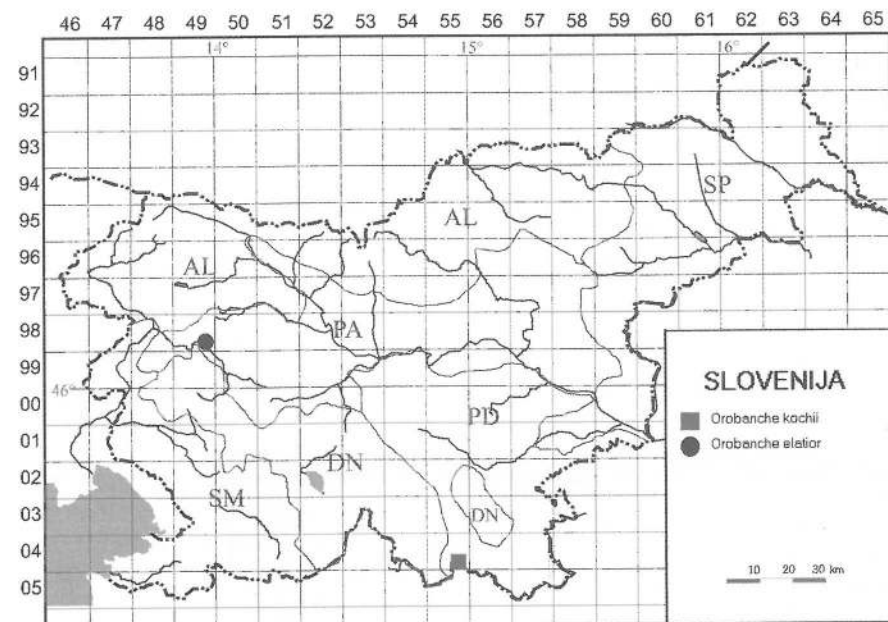 46 47 48 49 50 51 52 53 54 55 56 57 58 59 60 61 62 63 64 65
14° 15° 16°
91
92
93
94
SP
95
AL
96
AL
97
98
PA
99
46°
00
PD
01
02
DN
SM
03
DN
04
05
SLOVENIJA
Orobanche kochii
Orobanche elatior
10 20 30 km